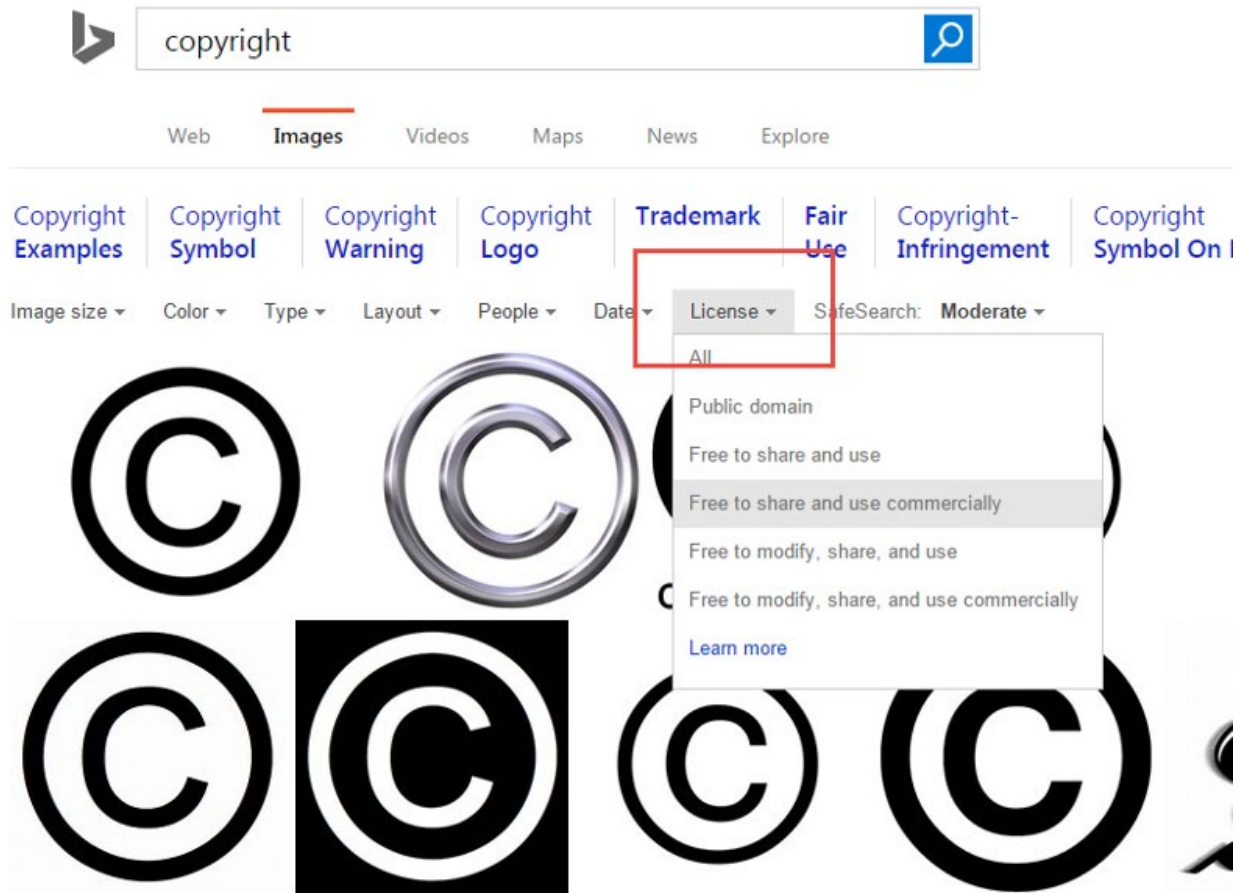 copyright
Web Images Videos Maps News Explore
Copyright Copyright Copyright Copyright Trademark Fair Copyright- Copyright
Examples Symbol Warning Logo Use Infringement Symbol On
Image size Color Type Layout People Date License SafeSearch: Moderate
All
Public domain
Free to share and use
Free to share and use commercially
Free to modify, share, and use
Free to modify, share, and use commercially
Learn more
© ©
© © © ©